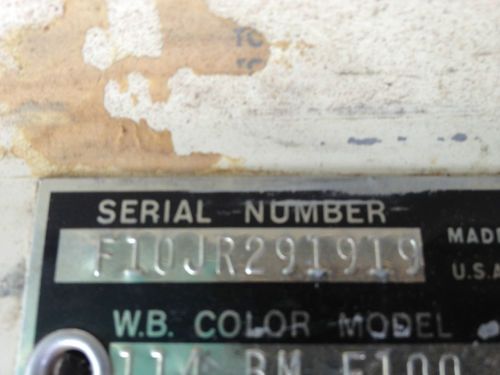 SERIAL NUMBER
F10JR291919
MADE
U.S.A
W.B. COLOR MODEL
114 BM F100